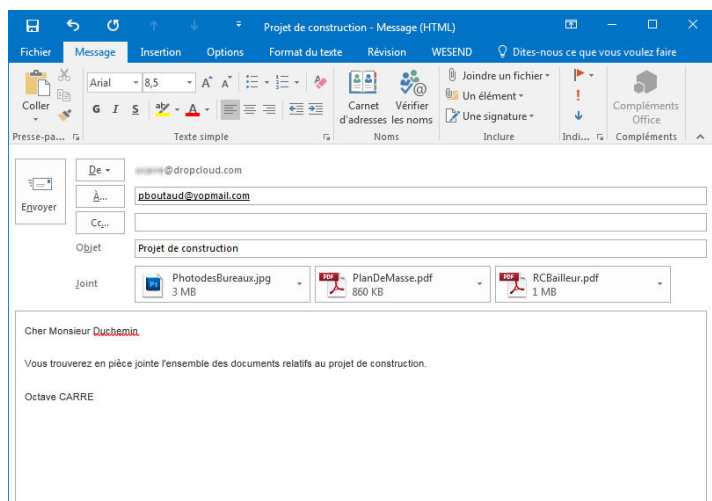 Projet de construction - Message (HTML)
Fichier Message Insertion Options Format du texte Révision WESEND Dites-nous ce que vous voulez faire
Coller
Arial 8,5 A A
G I S aby A
Carnet d'adresses
Vérifier les noms
Joindre un fichier
Un élément
Une signature
Compléments Office
Presse-pa... Texte simple Noms Inclure Indi... Compléments
Envoyer
De @dropcloud.com
À... pboutaud@yopmail.com
Cc...
Objet Projet de construction
Joint
PhotodesBureaux.jpg
3 MB
PlanDeMasse.pdf
860 KB
RCBailleur.pdf
1 MB
Cher Monsieur Duchemin,
Vous trouverez en pièce jointe l'ensemble des documents relatifs au projet de construction.
Octave CARRE